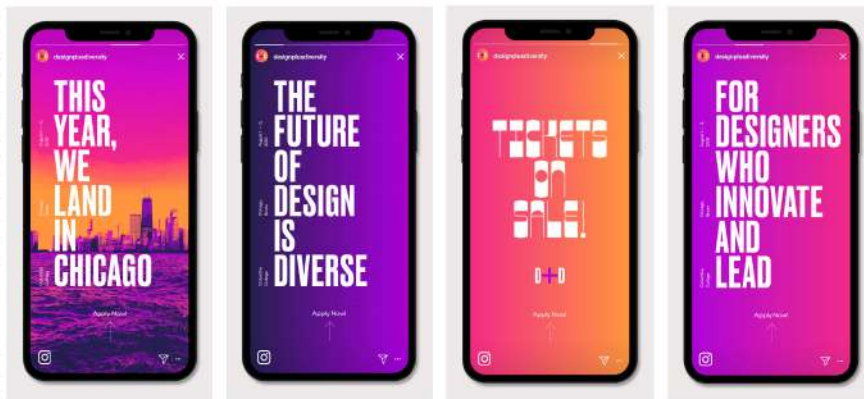 designplusdiversity
THIS
YEAR,
WE
LAND
IN
CHICAGO
Apply Now!
designplusdiversity
THE
FUTURE
OF
DESIGN
IS
DIVERSE
Apply Now!
designplusdiversity
TICKETS
ON
SALE!
D+D
Apply Now!
designplusdiversity
FOR
DESIGNERS
WHO
INNOVATE
AND
LEAD
Apply Now!